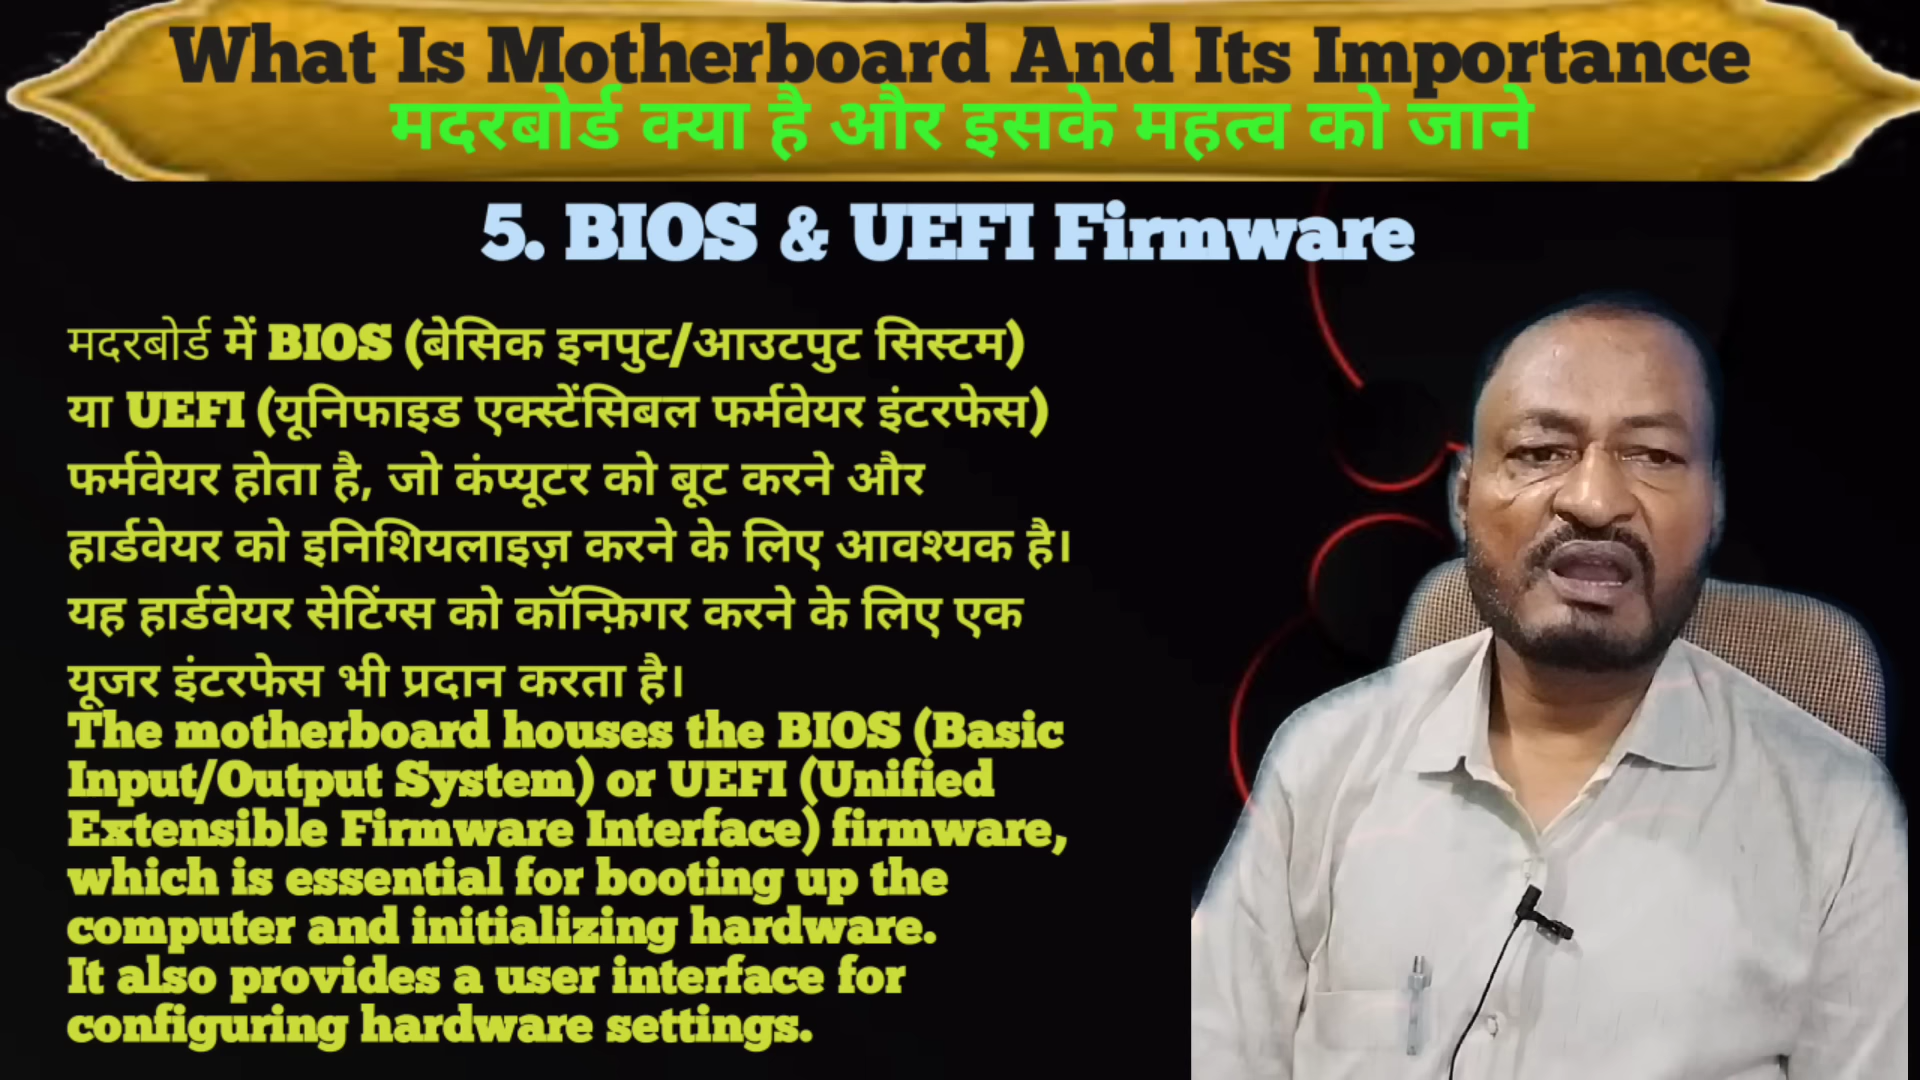 What Is Motherboard And Its Importance
मदरबोर्ड क्या है और इसके महत्व को जाने
5. BIOS & UEFI Firmware
मदरबोर्ड में BIOS (बेसिक इनपुट/आउटपुट सिस्टम)
या UEFI (यूनिफाइड एक्स्टेंसिबल फर्मवेयर इंटरफेस)
फर्मवेयर होता है, जो कंप्यूटर को बूट करने और
हार्डवेयर को इनिशियलाइज़ करने के लिए आवश्यक है।
यह हार्डवेयर सेटिंग्स को कॉन्फ़िगर करने के लिए एक
यूजर इंटरफेस भी प्रदान करता है।
The motherboard houses the BIOS (Basic
Input/Output System) or UEFI (Unified
Extensible Firmware Interface) firmware,
which is essential for booting up the
computer and initializing hardware.
It also provides a user interface for
configuring hardware settings.